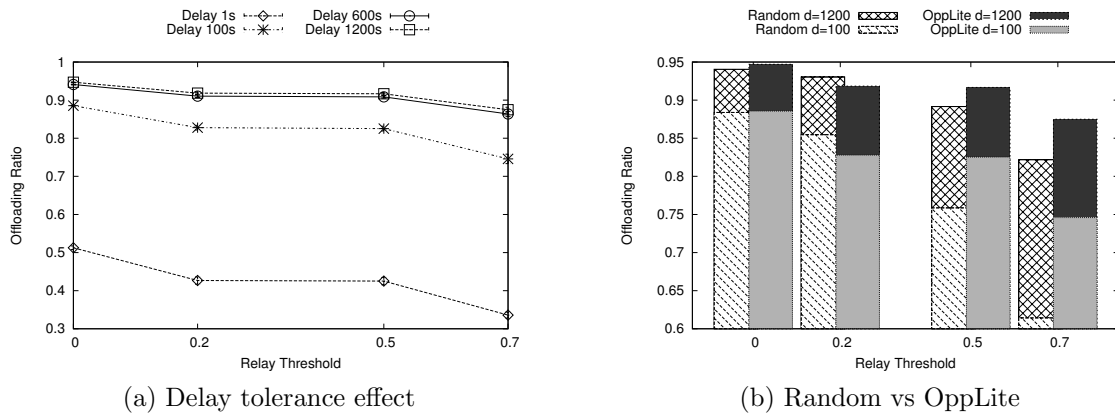 Delay 1s
Delay 100s
Delay 600s
Delay 1200s
Offloading Ratio
1
0.9
0.8
0.7
0.6
0.5
0.4
0.3
0
0.2
0.5
0.7
Relay Threshold
(a) Delay tolerance effect
Random d=1200
Random d=100
OppLite d=1200
OppLite d=100
Offloading Ratio
0.95
0.9
0.85
0.8
0.75
0.7
0.65
0.6
0
0.2
0.5
0.7
Relay Threshold
(b) Random vs OppLite